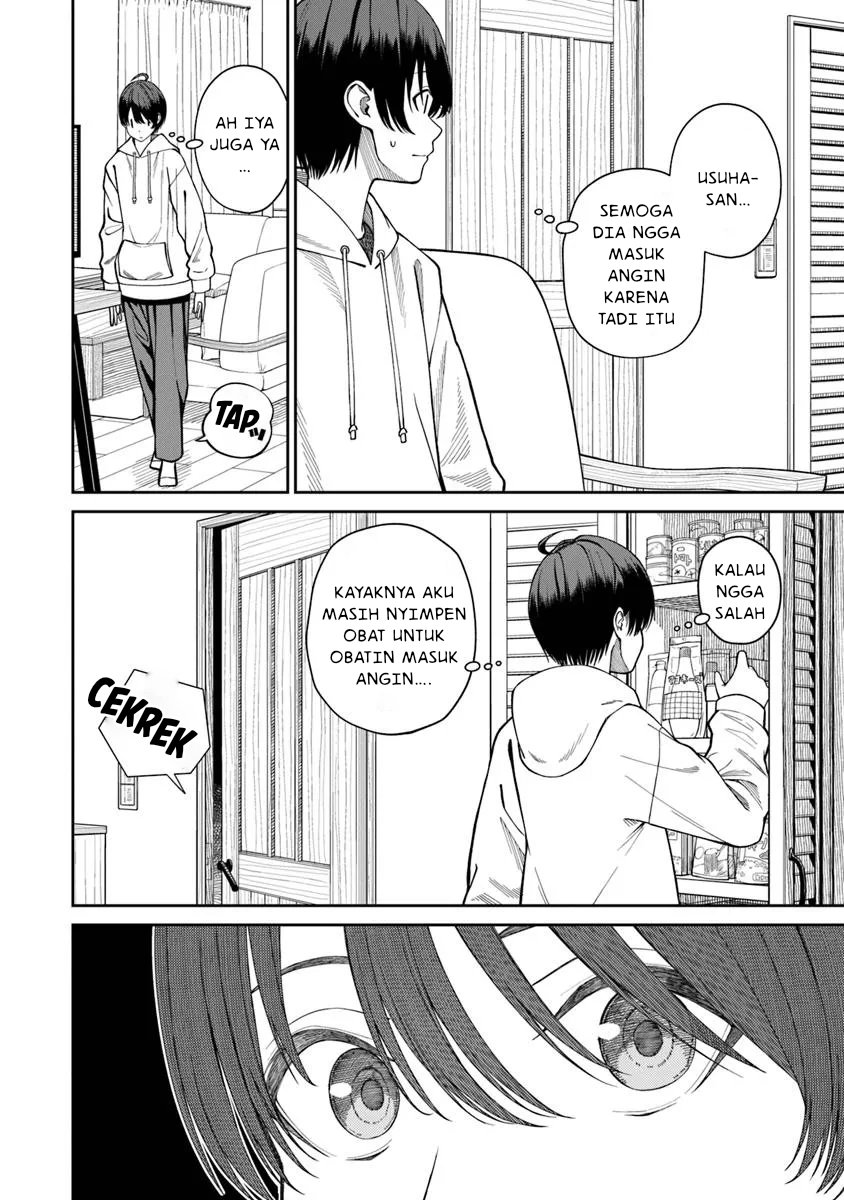 USUHA-
SAN...
SEMOGA
DIA NGGA
MASUK
ANGIN
KARENA
TADI ITU
AH IYA
JUGA YA
...
TAP
KALAU
NGGA
SALAH
KAYAKNYA AKU
MASIH NYIMPEN
OBAT UNTUK
OBATIN MASUK
ANGIN....
CEKREK